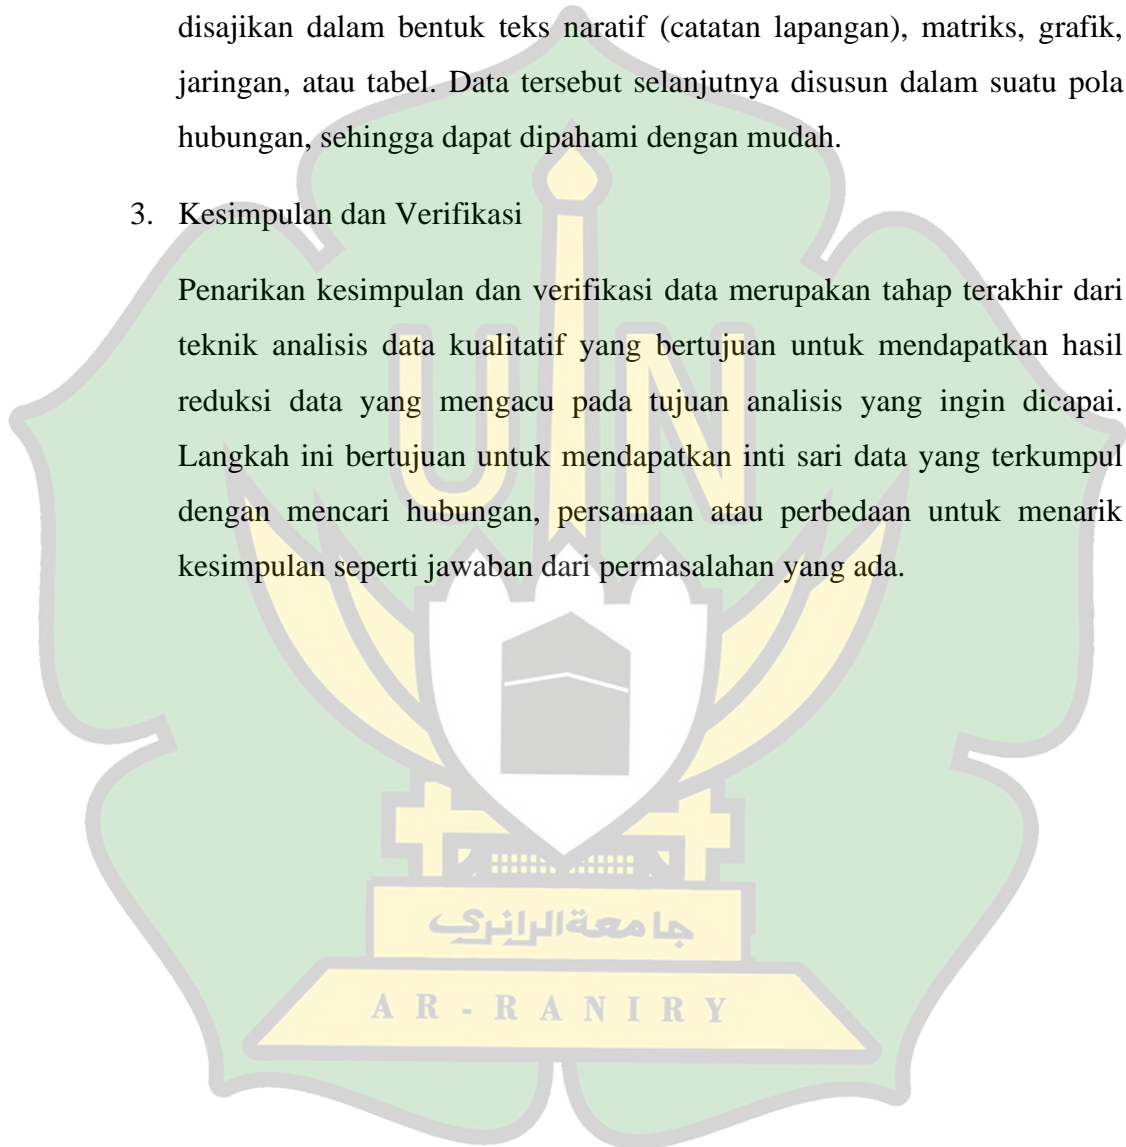 disajikan dalam bentuk teks naratif (catatan lapangan), matriks, grafik,
jaringan, atau tabel. Data tersebut selanjutnya disusun dalam suatu pola
hubungan, sehingga dapat dipahami dengan mudah.
3. Kesimpulan dan Verifikasi
Penarikan kesimpulan dan verifikasi data merupakan tahap terakhir dari
teknik analisis data kualitatif yang bertujuan untuk mendapatkan hasil
reduksi data yang mengacu pada tujuan analisis yang ingin dicapai.
Langkah ini bertujuan untuk mendapatkan inti sari data yang terkumpul
dengan mencari hubungan, persamaan atau perbedaan untuk menarik
kesimpulan seperti jawaban dari permasalahan yang ada.
UIN
جامعةالرانري
AR-RANIRY